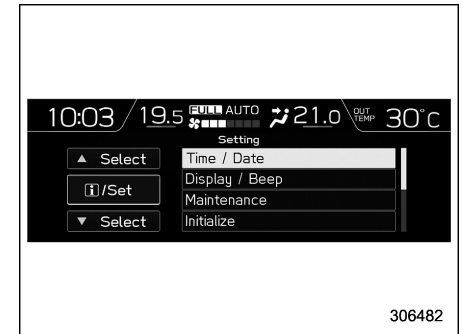 10:03 19.5 FULL AUTO 21.0 OUT TEMP 30°C
Setting
▲ Select
Time / Date
Display / Beep
i/Set
Maintenance
▼ Select
Initialize
306482